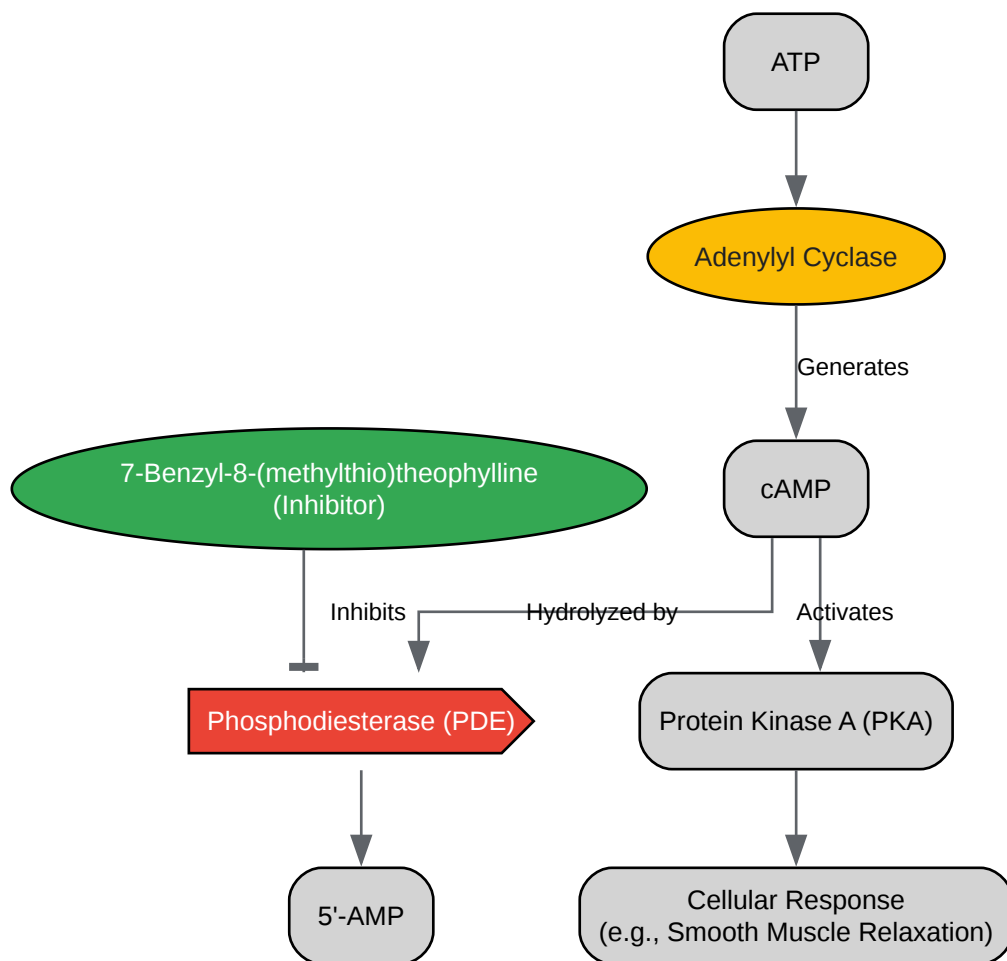 ATP
Adenylyl Cyclase
Generates
7-Benzyl-8-(methylthio)theophylline
(Inhibitor)
cAMP
Inhibits
Hydrolyzed by
Activates
Phosphodiesterase (PDE)
Protein Kinase A (PKA)
5'-AMP
Cellular Response
(e.g., Smooth Muscle Relaxation)